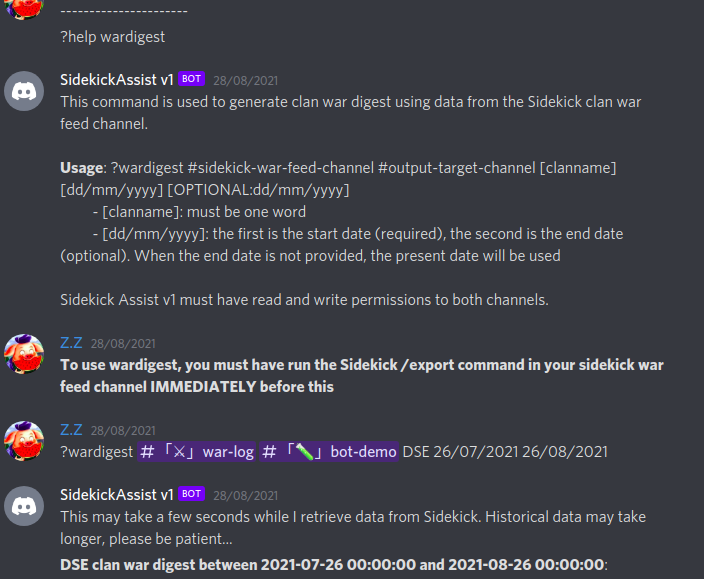 ----------------------
?help wardigest
SidekickAssist v1 BOT 28/08/2021
This command is used to generate clan war digest using data from the Sidekick clan war
feed channel.
Usage: ?wardigest #sidekick-war-feed-channel #output-target-channel [clanname]
[dd/mm/yyyy] [OPTIONAL:dd/mm/yyyy]
- [clanname]: must be one word
- [dd/mm/yyyy]: the first is the start date (required), the second is the end date
(optional). When the end date is not provided, the present date will be used
Sidekick Assist v1 must have read and write permissions to both channels.
Z.Z 28/08/2021
To use wardigest, you must have run the Sidekick /export command in your sidekick war
feed channel IMMEDIATELY before this
Z.Z 28/08/2021
?wardigest # 「⚔」 war-log # 「🧪」 bot-demo DSE 26/07/2021 26/08/2021
SidekickAssist v1 BOT 28/08/2021
This may take a few seconds while I retrieve data from Sidekick. Historical data may take
longer, please be patient...
DSE clan war digest between 2021-07-26 00:00:00 and 2021-08-26 00:00:00: